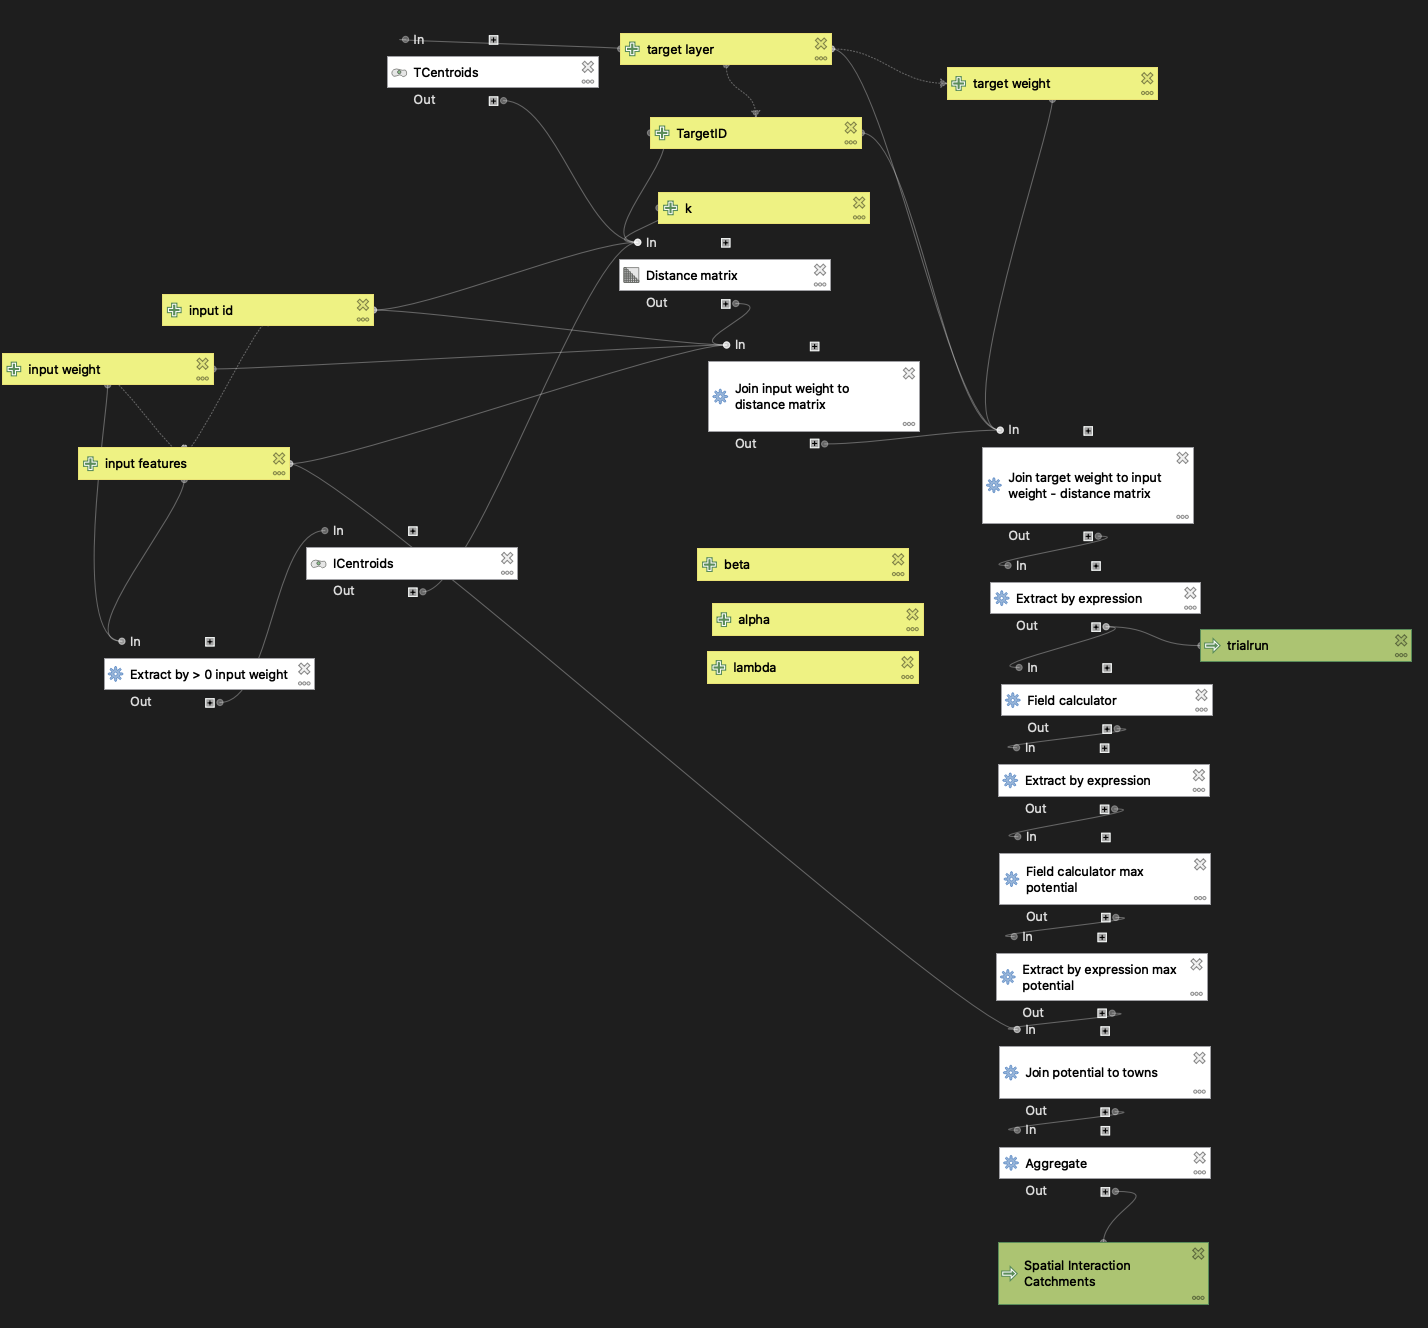 In
target layer
TCentroids
target weight
Out
TargetID
k
In
Distance matrix
Out
input id
In
input weight
Join input weight to
distance matrix
In
Out
input features
Join target weight to input
weight - distance matrix
In
Out
ICentroids
beta
In
Out
Extract by expression
alpha
Out
In
trialrun
lambda
In
Extract by > 0 input weight
Out
Field calculator
Out
In
Extract by expression
Out
In
Field calculator max
potential
Out
In
Extract by expression max
potential
Out
In
Join potential to towns
Out
In
Aggregate
Out
Spatial Interaction
Catchments